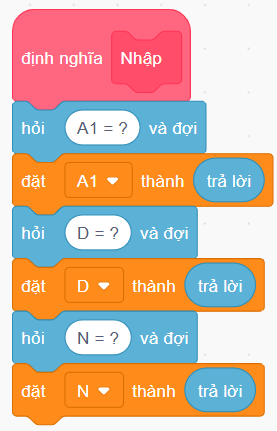 định nghĩa Nhập
hỏi A1 = ? và đợi
đặt A1 thành trả lời
hỏi D = ? và đợi
đặt D thành trả lời
hỏi N = ? và đợi
đặt N thành trả lời